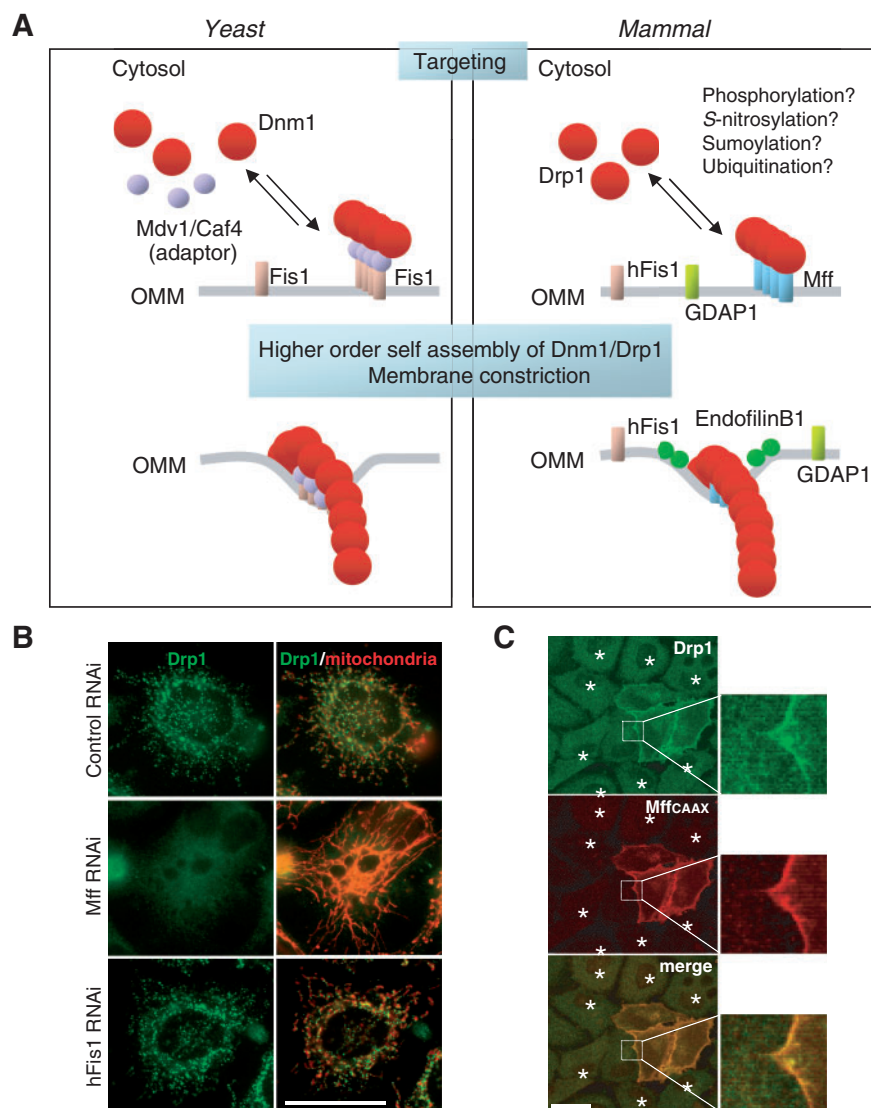 A
Yeast
Mammal
Targeting
Cytosol
Dnm1
Mdv1/Caf4
(adaptor)
Fis1
Fis1
OMM
Cytosol
Phosphorylation?
S-nitrosylation?
Sumoylation?
Ubiquitination?
Drp1
hFis1
Mff
OMM
GDAP1
Higher order self assembly of Dnm1/Drp1
Membrane constriction
OMM
hFis1
EndofilinB1
OMM
GDAP1
B
Drp1
Drp1/mitochondria
Control RNAi
Mff RNAi
hFis1 RNAi
C
Drp1
* * * * * *
MffCAAX
* * * * * * *
merge
* * * * * * *